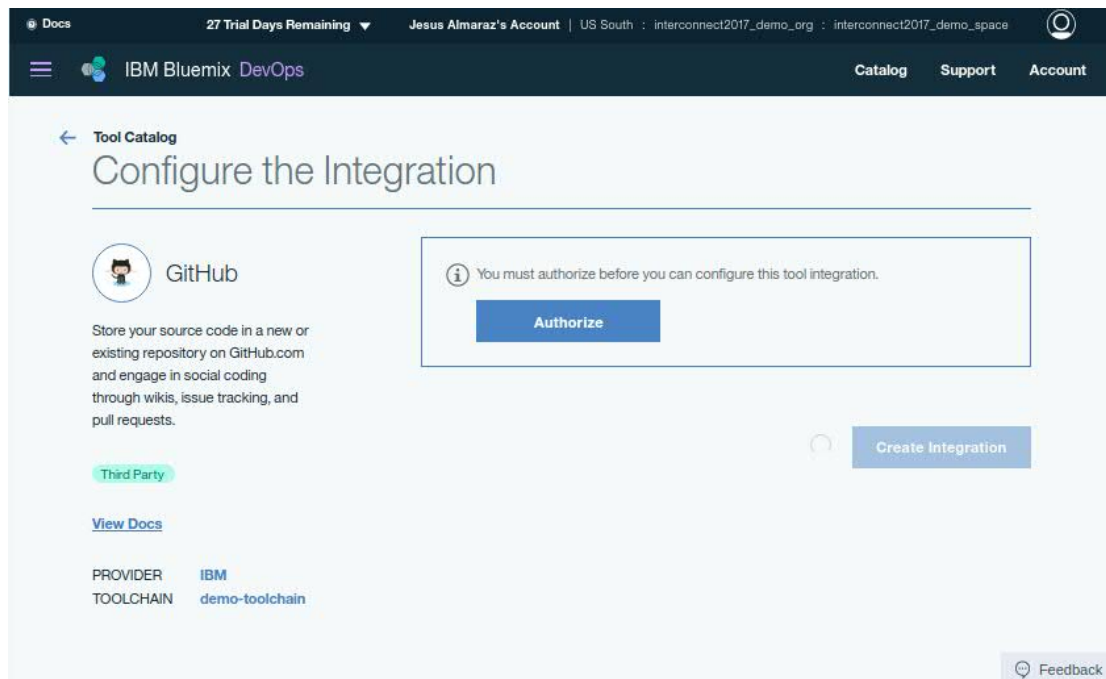 Docs 27 Trial Days Remaining Jesus Almaraz's Account | US South : interconnect2017_demo_org : interconnect2017_demo_space
IBM Bluemix DevOps Catalog Support Account
Tool Catalog
Configure the Integration
GitHub
You must authorize before you can configure this tool integration.
Authorize
Store your source code in a new or
existing repository on GitHub.com
and engage in social coding
through wikis, issue tracking, and
pull requests.
Create Integration
Third Party
View Docs
PROVIDER IBM
TOOLCHAIN demo-toolchain
Feedback